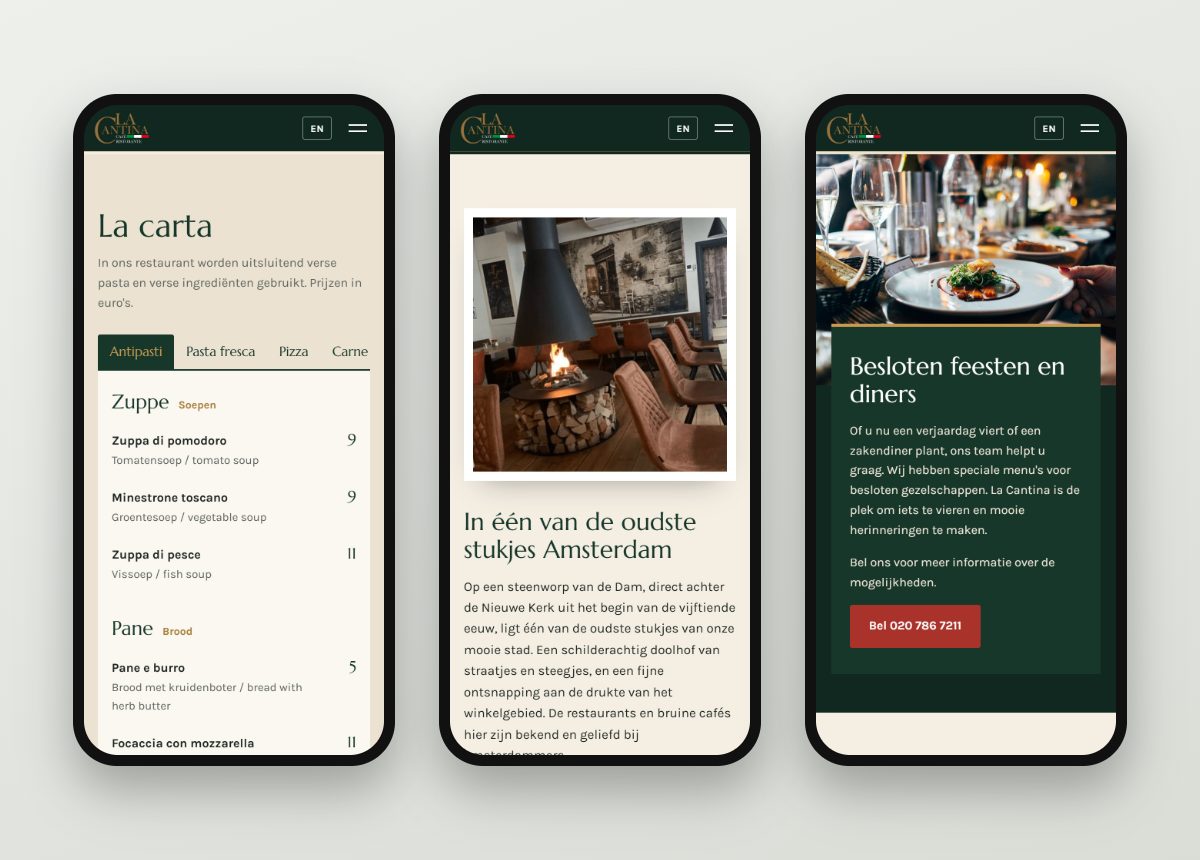 LA
CANTINA
CAFE
RISTORANTE
EN
La carta
In ons restaurant worden uitsluitend verse
pasta en verse ingrediënten gebruikt. Prijzen in
euro's.
Antipasti
Pasta fresca
Pizza
Carne
Zuppe Soepen
Zuppa di pomodoro 9
Tomatensoep / tomato soup
Minestrone toscano 9
Groentesoep / vegetable soup
Zuppa di pesce 11
Vissoep / fish soup
Pane Brood
Pane e burro 5
Brood met kruidenboter / bread with
herb butter
Focaccia con mozzarella 11
LA
CANTINA
CAFE
RISTORANTE
EN
In één van de oudste
stukjes Amsterdam
Op een steenworp van de Dam, direct achter
de Nieuwe Kerk uit het begin van de vijftiende
eeuw, ligt één van de oudste stukjes van onze
mooie stad. Een schilderachtig doolhof van
straatjes en steegjes, en een fijne
ontsnapping aan de drukte van het
winkelgebied. De restaurants en bruine cafés
hier zijn bekend en geliefd bij
LA
CANTINA
CAFE
RISTORANTE
EN
Besloten feesten en
diners
Of u nu een verjaardag viert of een
zakendiner plant, ons team helpt u
graag. Wij hebben speciale menu's voor
besloten gezelschappen. La Cantina is de
plek om iets te vieren en mooie
herinneringen te maken.
Bel ons voor meer informatie over de
mogelijkheden.
Bel 020 786 7211